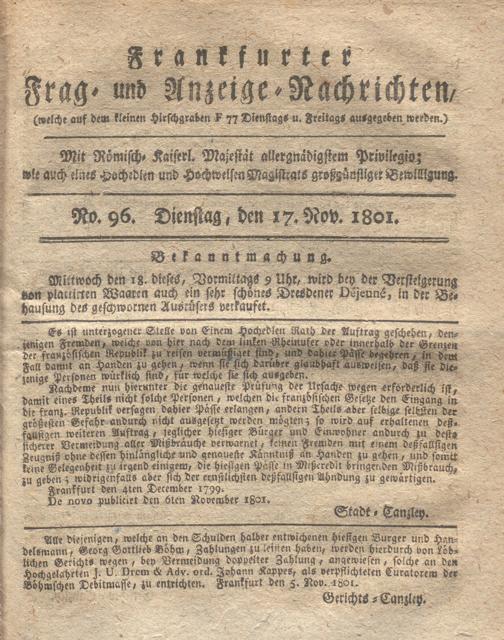 Frankfurter
Frag- und Anzeige-Nachrichten,
(welche auf dem kleinen Hirschgraben F 77 Dienstags u. Freitags ausgegeben werden.)
Mit Römisch-Kaiserl. Majestät allergnädigstem Privilegio;
wie auch eines Hochedlen und Hochweisen Magistrats großgünstiger Bewilligung.
No. 96. Dienstag, den 17. Nov. 1801.
Bekanntmachung.
Mittwoch den 18. dieses, Vormittags 9 Uhr, wird bey der Versteigerung
von platirten Waaren auch ein sehr schönes Dresdener Déjeuné, in der Be-
hausung des geschwornen Ausrüfers verkaufet.
Es ist unterzogener Stelle von Einem Hochedlen Rath der Auftrag geschehen, den-
jenigen Fremden, welche von hier nach dem linken Rheinufer oder innerhalb der Grenzen
der französischen Republik zu reisen vermüßiget sind, und dahier Pässe begehren, in dem
Fall damit an Handen zu gehen, wenn sie sich darüber glaubhaft ausweisen, daß sie die-
jenige Personen würklich sind, für welche sie sich ausgeben.
Nachdeme nun hierunter die genaueste Prüfung der Ursache wegen erforderlich ist,
damit eines Theils nicht solche Personen, welchen die französischen Gesetze den Eingang in
die franz. Republik versagen dahier Pässe erlangen, andern Theils aber selbige selbsten der
größesten Gefahr andurch nicht ausgesetzt werden mögten; so wird auf erhaltenen deß-
fallsigen weitern Auftrag, jeglicher hiesiger Bürger und Einwohner andurch zu desto
sicherer Vermeidung aller Mißbräuche verwarnet, keinen Fremden mit einem deßfallsigen
Zeugniß ohne dessen hinlängliche und genaueste Känntniß an Handen zu gehen, und somit
keine Gelegenheit zu irgend einigem, die hiesigen Pässe in Mißcredit bringenden Mißbrauch,
zu geben; widrigenfalls aber sich der ernstlichsten deßfallsigen Ahndung zu gewärtigen.
Frankfurt den 4ten December 1799.
De novo publicirt den 6ten November 1801.
Stadt-Canzley.
Alle diejenigen, welche an den Schulden halber entwichenen hiesigen Bürger und Han-
delsmann, Georg Gottlieb Böhm, Zahlungen zu leisten haben, werden hierdurch von Löb-
lichen Gerichts wegen, bey Vermeidung doppelter Zahlung, angewiesen, solche an den
Hochgelahrten J. U. Drem & Adv. ord. Johann Kappes, als verpflichteten Curatorem der
Böhmschen Debitmasse, zu entrichten. Frankfurt den 5. Nov. 1801.
Gerichts-Canzley.